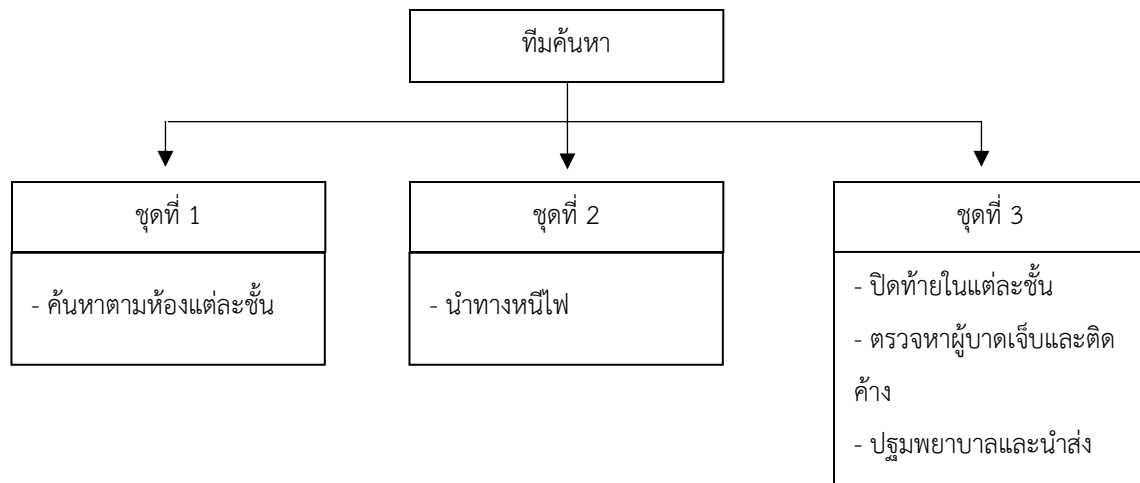 ทีมค้นหา
ชุดที่ 1
- ค้นหาตามห้องแต่ละชั้น
ชุดที่ 2
- นำทางหนีไฟ
ชุดที่ 3
- ปิดท้ายในแต่ละชั้น
- ตรวจหาผู้บาดเจ็บและติด
ค้าง
- ปฐมพยาบาลและนำส่ง